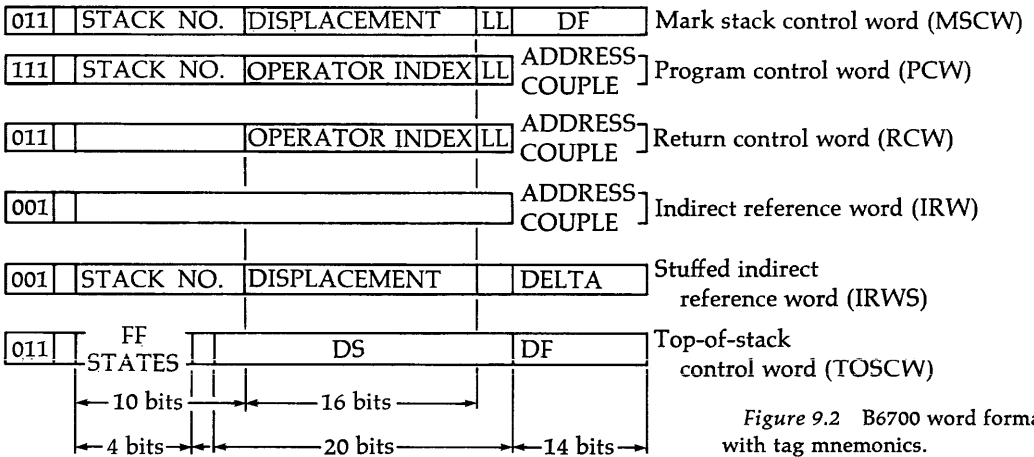 011 STACK NO. DISPLACEMENT LL DF Mark stack control word (MSCW)
111 STACK NO. OPERATOR INDEX LL ADDRESS COUPLE Program control word (PCW)
011 OPERATOR INDEX LL ADDRESS COUPLE Return control word (RCW)
001 ADDRESS COUPLE Indirect reference word (IRW)
001 STACK NO. DISPLACEMENT DELTA Stuffed indirect
reference word (IRWS)
011 FF STATES DS DF Top-of-stack
control word (TOSCW)
10 bits 16 bits
4 bits 20 bits 14 bits
Figure 9.2 B6700 word forma
with tag mnemonics.